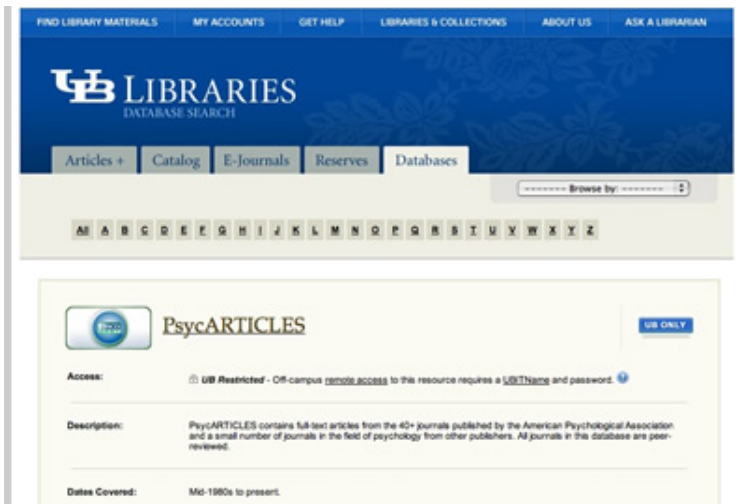 FIND LIBRARY MATERIALS MY ACCOUNTS GET HELP LIBRARIES & COLLECTIONS ABOUT US ASK A LIBRARIAN
UB LIBRARIES
DATABASE SEARCH
Articles + Catalog E-Journals Reserves Databases
------- Browse by: -------
All A B C D E F G H I J K L M N O P Q R S T U V W X Y Z
PsycARTICLES
UB ONLY
Access: UB Restricted - Off-campus remote access to this resource requires a UBITName and password.
Description: PsycARTICLES contains full-text articles from the 40+ journals published by the American Psychological Association
and a small number of journals in the field of psychology from other publishers. All journals in this database are peer-
reviewed.
Dates Covered: Mid-1980s to present.